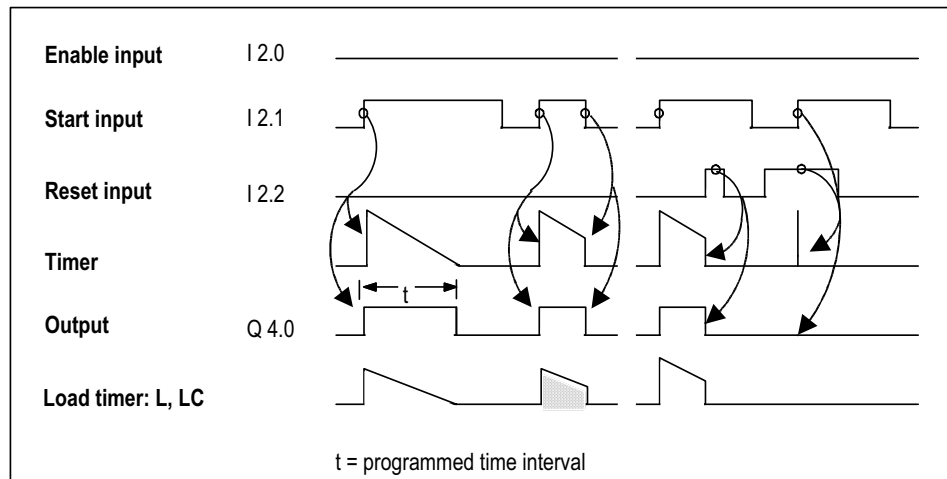 Enable input I 2.0
Start input I 2.1
Reset input I 2.2
Timer
t
Output Q 4.0
Load timer: L, LC
t = programmed time interval